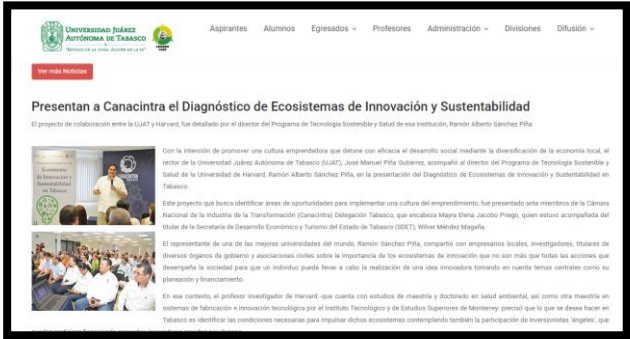 UNIVERSIDAD JUÁREZ
AUTÓNOMA DE TABASCO
"ESTUDIO EN LA DUDA. ACCIÓN EN LA FE"
Aspirantes Alumnos Egresados Profesores Administración Divisiones Difusión
Ver más Noticias
Presentan a Canacintra el Diagnóstico de Ecosistemas de Innovación y Sustentabilidad
El proyecto de colaboración entre la UJAT y Harvard, fue detallado por el director del Programa de Tecnología Sostenible y Salud de esa institución, Ramón Alberto Sánchez Piña
Ecosistema
de Innovación y
Sustentabilidad
en Tabasco
CANACINTRA
Con la intención de promover una cultura emprendedora que detone con eficacia el desarrollo social mediante la diversificación de la economía local, el
rector de la Universidad Juárez Autónoma de Tabasco (UJAT), José Manuel Piña Gutiérrez, acompañó al director del Programa de Tecnología Sostenible y
Salud de la Universidad de Harvard, Ramón Alberto Sánchez Piña, en la presentación del Diagnóstico de Ecosistemas de Innovación y Sustentabilidad en
Tabasco.
Este proyecto que busca identificar áreas de oportunidades para implementar una cultura del emprendimiento, fue presentado ante miembros de la Cámara
Nacional de la Industria de la Transformación (Canacintra) Delegación Tabasco, que encabeza Mayra Elena Jacobo Priego, quien estuvo acompañada del
titular de la Secretaría de Desarrollo Económico y Turismo del Estado de Tabasco (SDET), Wilver Méndez Magaña.
El representante de una de las mejores universidades del mundo, Ramón Sánchez Piña, compartió con empresarios locales, investigadores, titulares de
diversos órganos de gobierno y asociaciones civiles sobre la importancia de los ecosistemas de innovación que no son más que todas las acciones que
desempeña la sociedad para que un individuo pueda llevar a cabo la realización de una idea innovadora tomando en cuenta temas centrales como su
planeación y financiamiento.
En ese contexto, el profesor investigador de Harvard -que cuenta con estudios de maestría y doctorado en salud ambiental, así como otra maestría en
sistemas de fabricación e innovación tecnológica por el Instituto Tecnológico y de Estudios Superiores de Monterrey- precisó que lo que se desea hacer en
Tabasco es identificar las condiciones necesarias para impulsar dichos ecosistemas contemplando también la participación de inversionistas 'ángeles', que